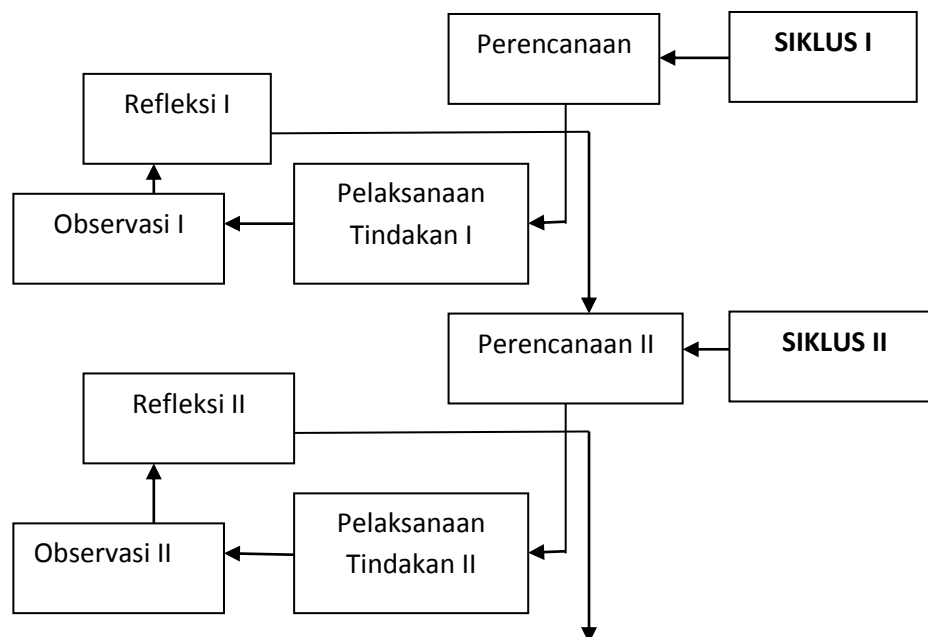 Perencanaan
SIKLUS I
Refleksi I
Pelaksanaan
Tindakan I
Observasi I
Perencanaan II
SIKLUS II
Refleksi II
Pelaksanaan
Tindakan II
Observasi II